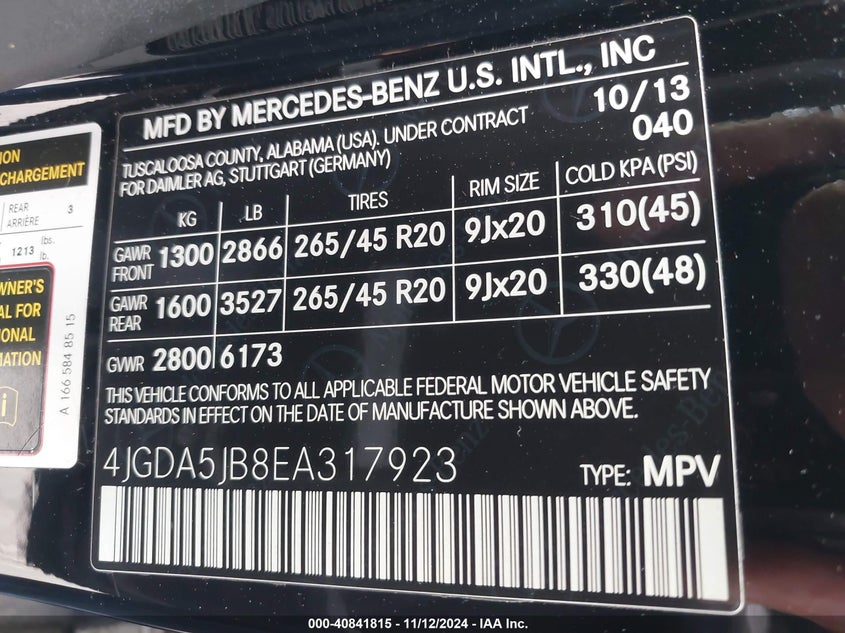 ION
CHARGEMENT
REAR
ARRIÈRE 3
1213 lbs.
lb.
WNER'S
AL FOR
IONAL
MATION
i
A 166 584 85 15
MFD BY MERCEDES-BENZ U.S. INTL., INC
TUSCALOOSA COUNTY, ALABAMA (USA). UNDER CONTRACT
FOR DAIMLER AG, STUTTGART (GERMANY)
10/13
040
KG LB TIRES RIM SIZE COLD KPA (PSI)
GAWR FRONT 1300 2866 265/45 R20 9Jx20 310(45)
GAWR REAR 1600 3527 265/45 R20 9Jx20 330(48)
GVWR 2800 6173
THIS VEHICLE CONFORMS TO ALL APPLICABLE FEDERAL MOTOR VEHICLE SAFETY
STANDARDS IN EFFECT ON THE DATE OF MANUFACTURE SHOWN ABOVE.
4JGDA5JB8EA317923 TYPE: MPV
000-40841815 - 11/12/2024 - IAA Inc.